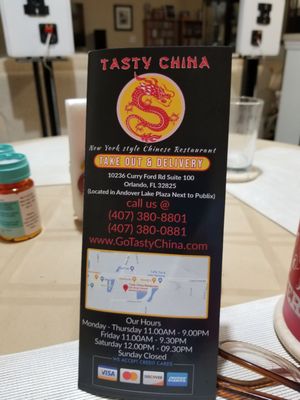 TASTY CHINA
New York style Chinese Restaurant
TAKE OUT & DELIVERY
10236 Curry Ford Rd Suite 100
Orlando, FL 32825
(Located in Andover Lake Plaza Next to Publix)
call us @
(407) 380-8801
(407) 380-0881
www.GoTastyChina.com
Our Hours
Monday - Thursday 11.00AM - 9.00PM
Friday 11.00AM - 9.30PM
Saturday 12.00PM - 09.30PM
Sunday Closed
WE ACCEPT CREDIT CARDS
VISA
MasterCard
DISCOVER